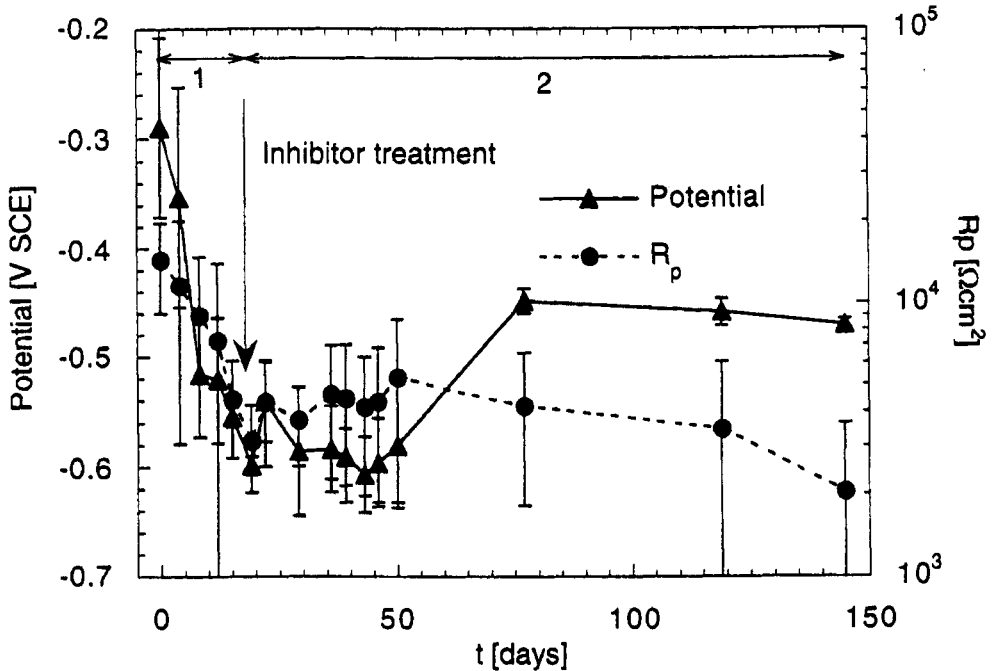 -0.2
-0.3
-0.4
-0.5
-0.6
-0.7
Potential [V SCE]
10^5
10^4
10^3
Rp [Ωcm^2]
1
2
Inhibitor treatment
Potential
R_p
0
50
100
150
t [days]